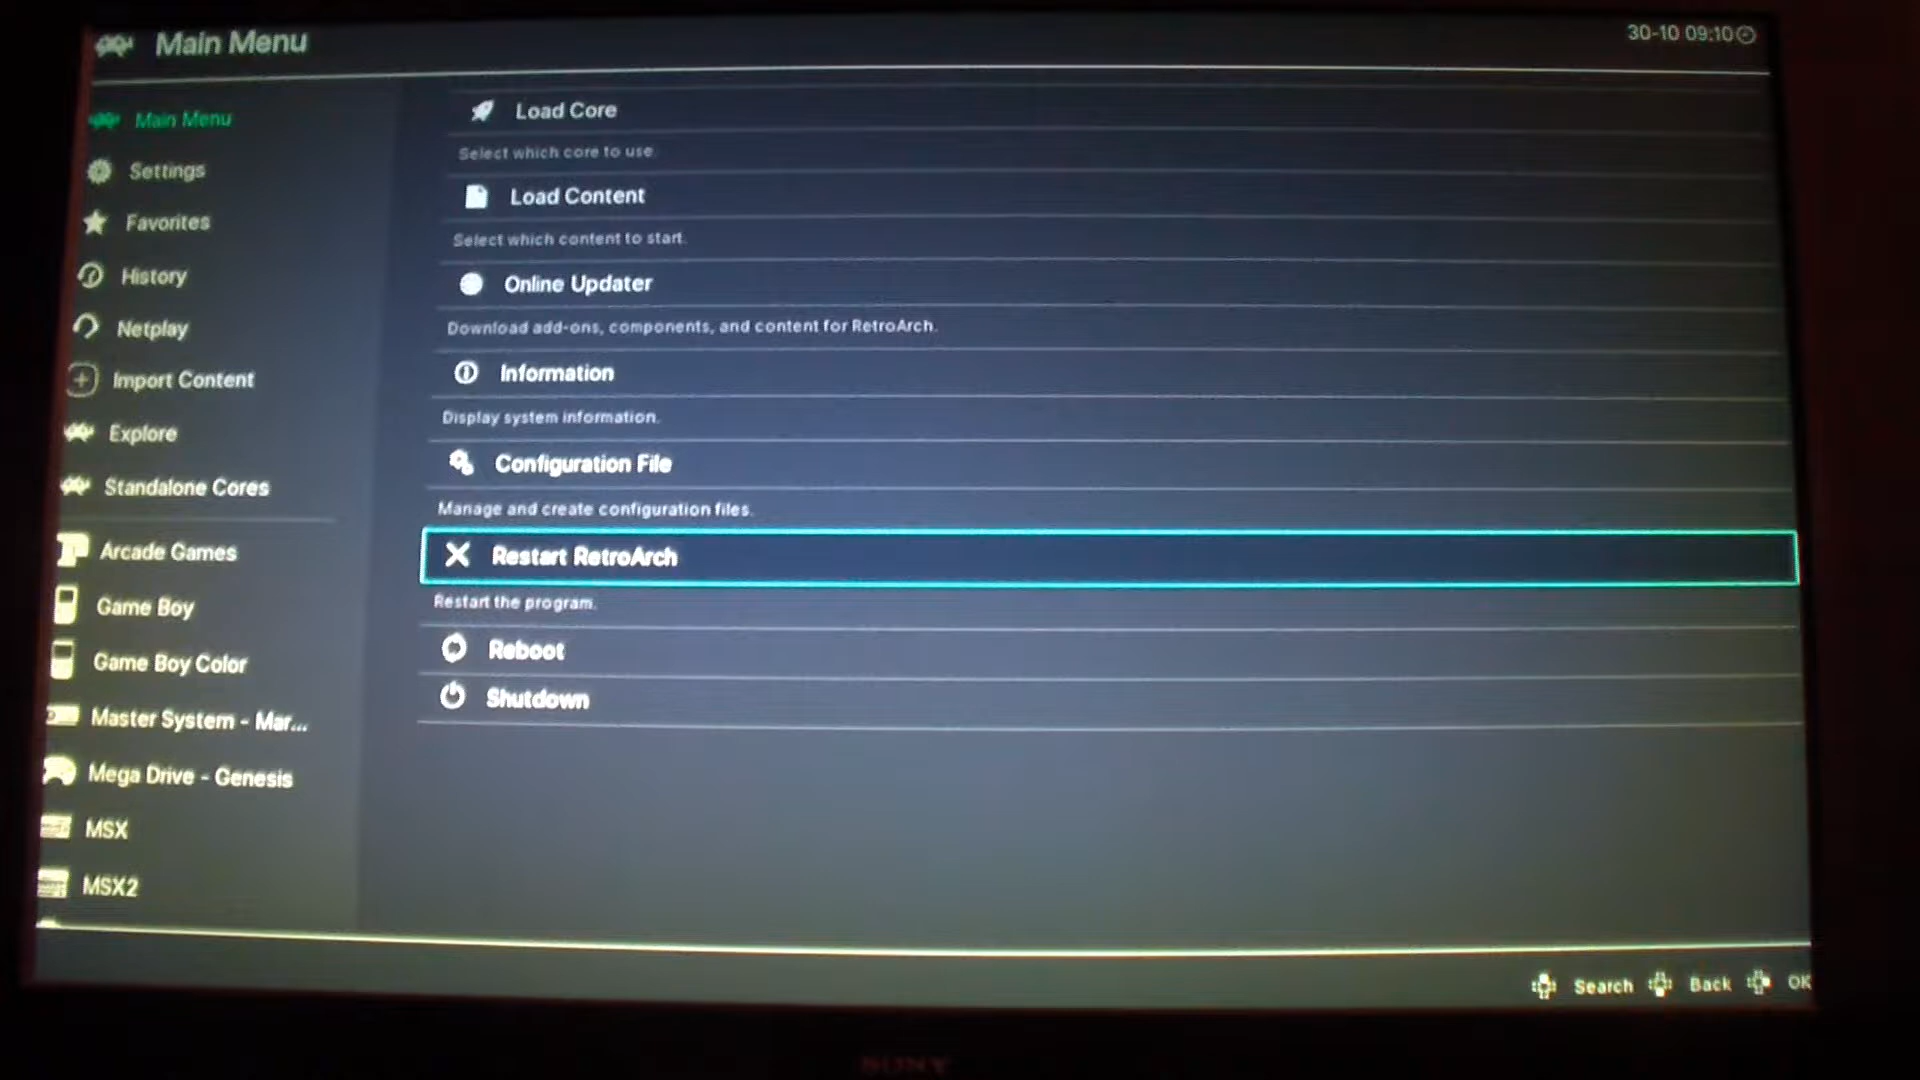 Main Menu
30-10 09:10
Main Menu
Settings
Favorites
History
Netplay
Import Content
Explore
Standalone Cores
Arcade Games
Game Boy
Game Boy Color
Master System - Mar...
Mega Drive - Genesis
MSX
MSX2
Load Core
Select which core to use.
Load Content
Select which content to start.
Online Updater
Download add-ons, components, and content for RetroArch.
Information
Display system information.
Configuration File
Manage and create configuration files.
Restart RetroArch
Restart the program.
Reboot
Shutdown
Search Back OK
SONY